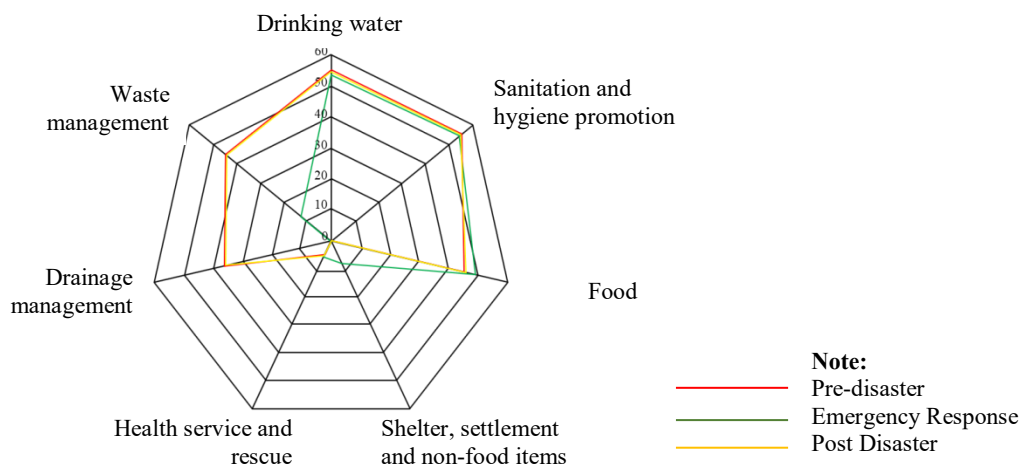 Drinking water
60
50
40
30
20
10
0
Sanitation and
hygiene promotion
Food
Shelter, settlement
and non-food items
Health service and
rescue
Drainage
management
Waste
management
Note:
Pre-disaster
Emergency Response
Post Disaster